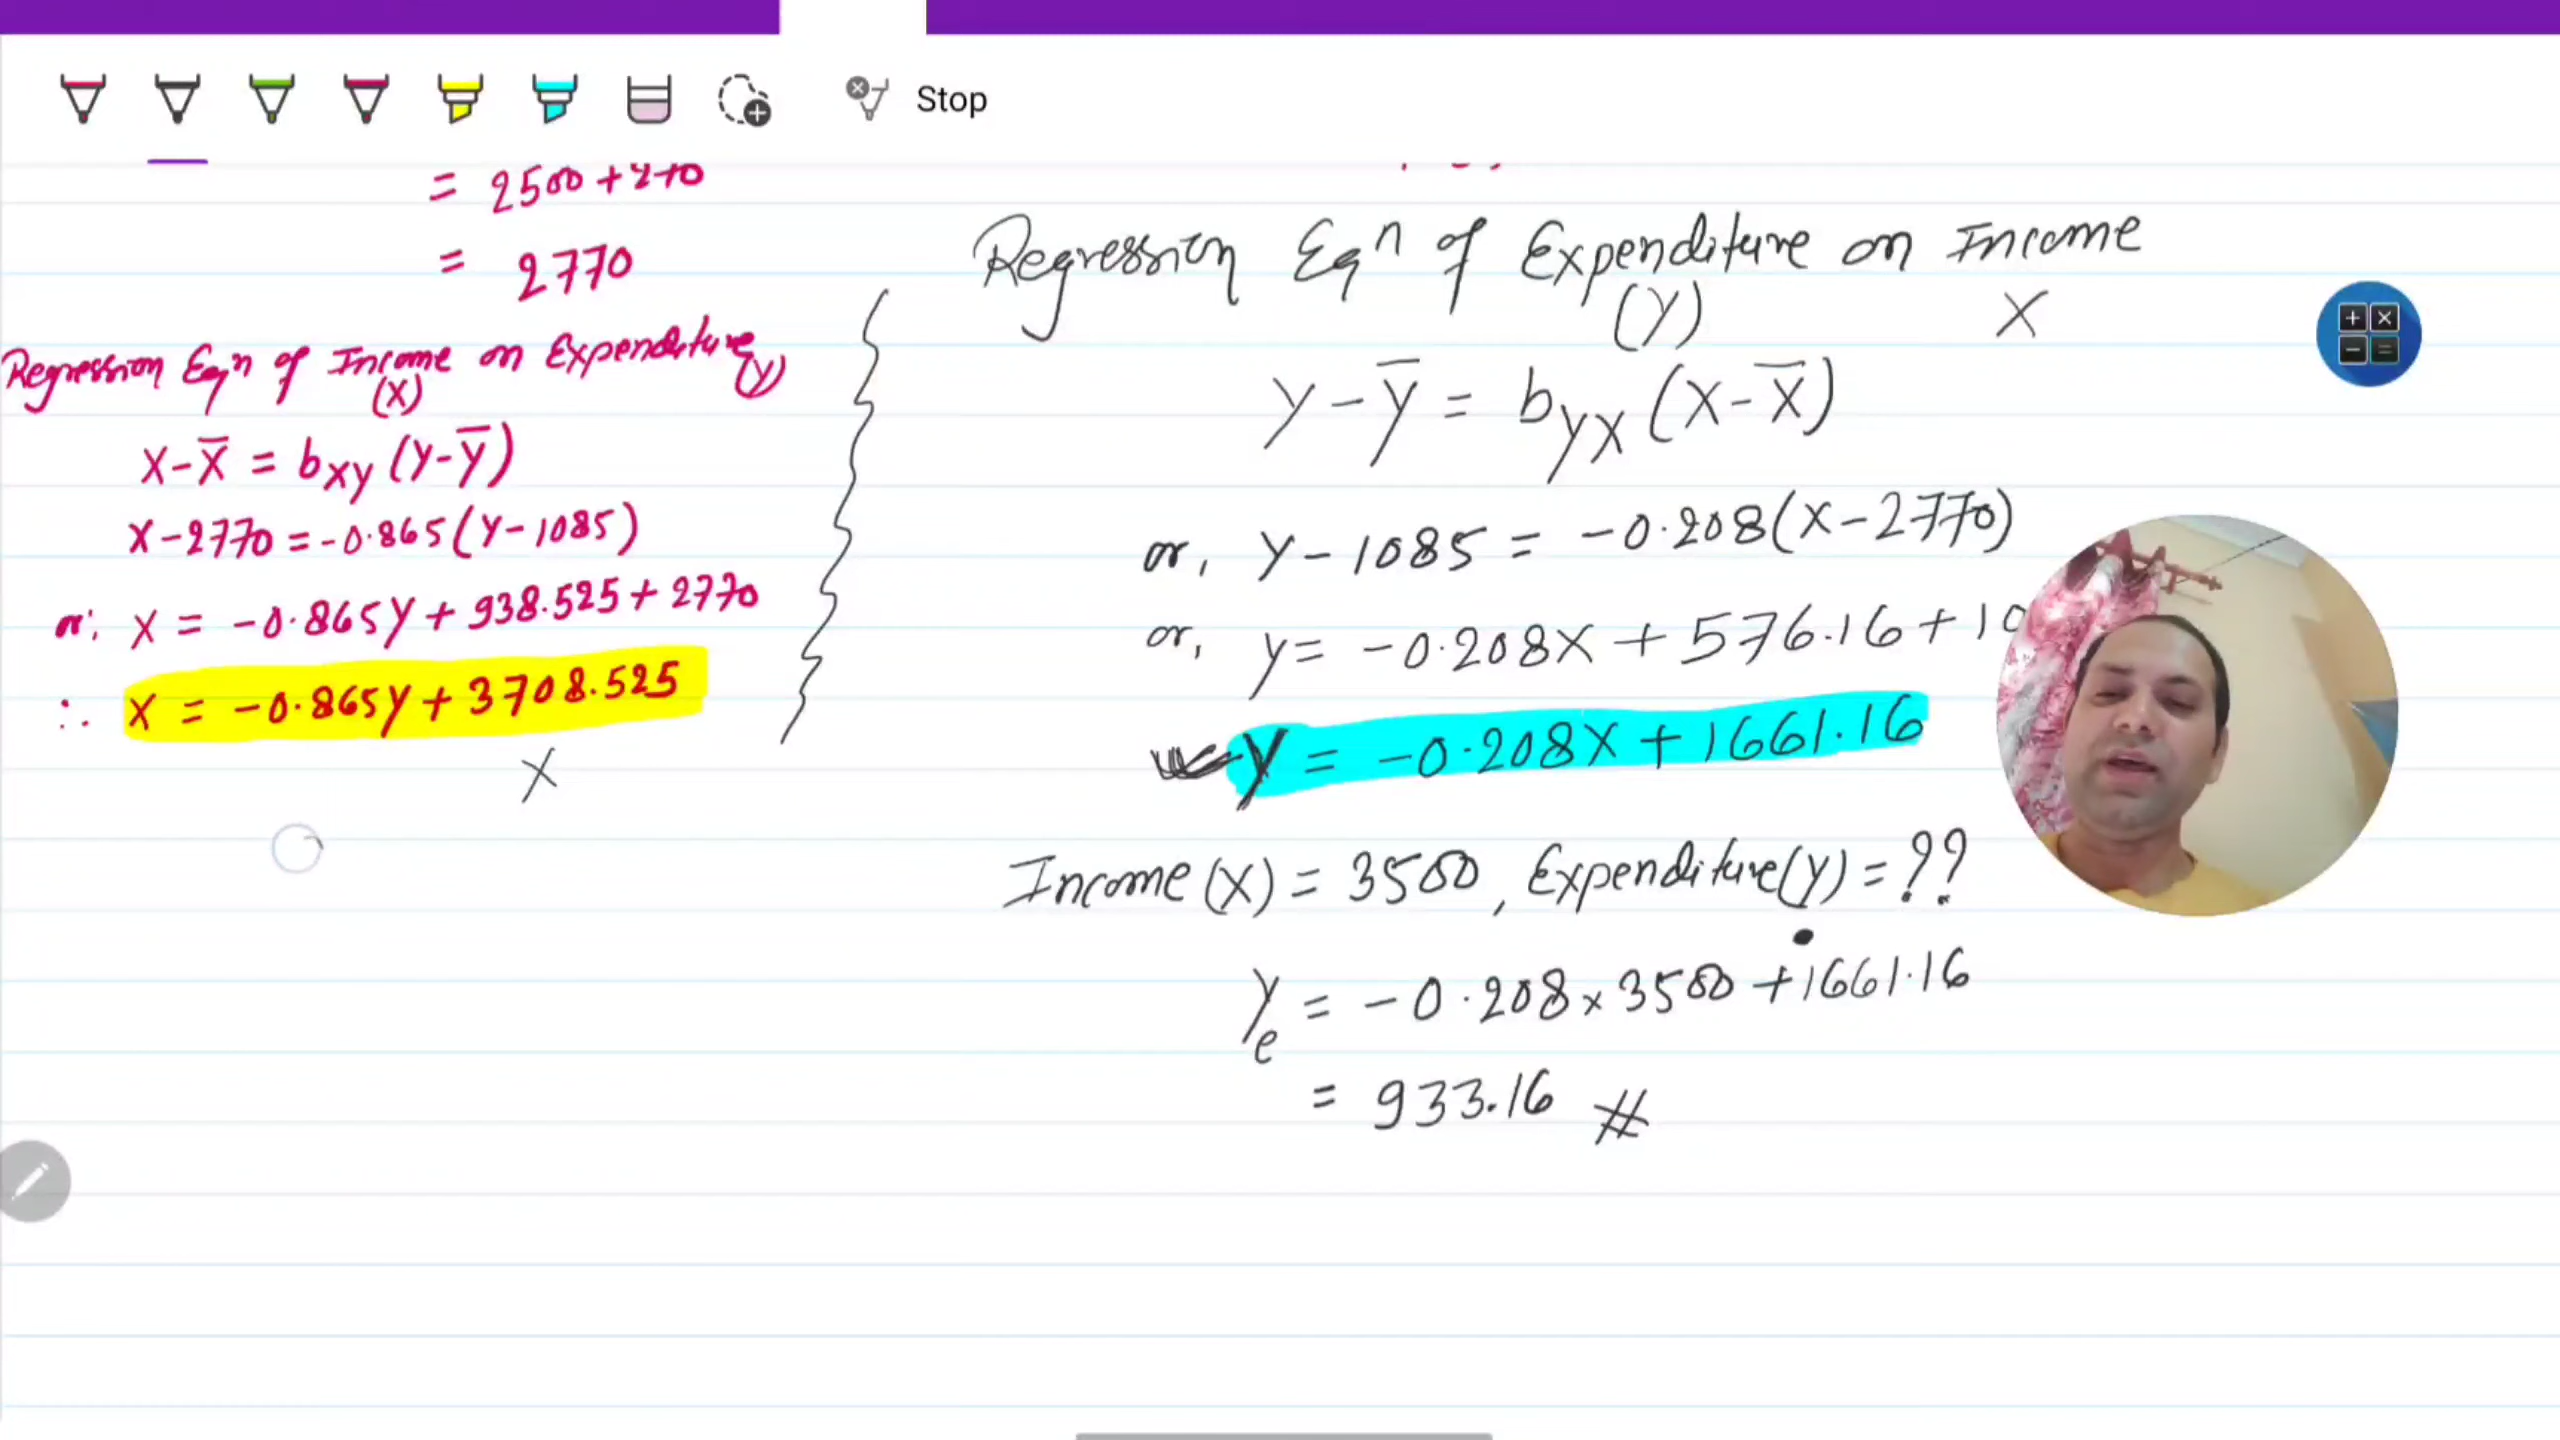 Stop
= 2500 + 270
= 2770
Regression Eqⁿ of Income on Expenditure
(X) (Y)
X - X̄ = bxy (Y - Ȳ)
X - 2770 = -0.865 (Y - 1085)
or, X = -0.865Y + 938.525 + 2770
∴ X = -0.865Y + 3708.525
X
Regression Eqⁿ of Expenditure on Income
(Y) X
Y - Ȳ = byx (X - X̄)
or, Y - 1085 = -0.208 (X - 2770)
or, Y = -0.208X + 576.16 + 10
Y = -0.208X + 1661.16
Income (X) = 3500, Expenditure (Y) = ??
Ye = -0.208 × 3500 + 1661.16
= 933.16 #